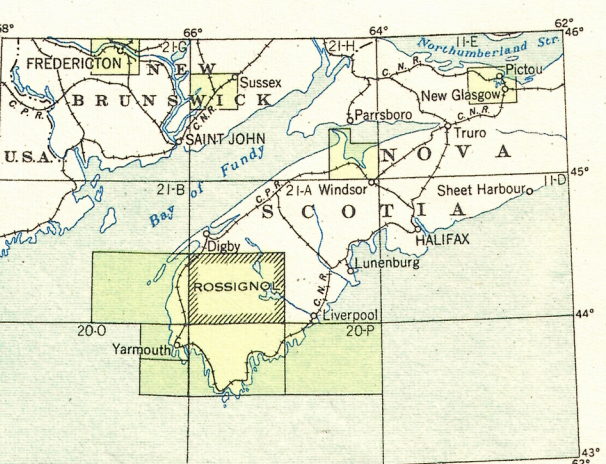 68°
66°
64°
62°
46°
21-G
21-H
11-E
Northumberland Str.
FREDERICTON
NEW
Sussex
C. N. R.
Pictou
BRUNSWICK
New Glasgow
C. P. R.
C.N.R.
Parrsboro
C. N. R.
Truro
SAINT JOHN
U.S.A.
NOVA
45°
21-B
Bay of Fundy
C.P.R.
21-A
Windsor
Sheet Harbour
11-D
SCOTIA
HALIFAX
Digby
Lunenburg
ROSSIGNOL
C.N.R.
Liverpool
44°
20-O
20-P
Yarmouth
43°
62°